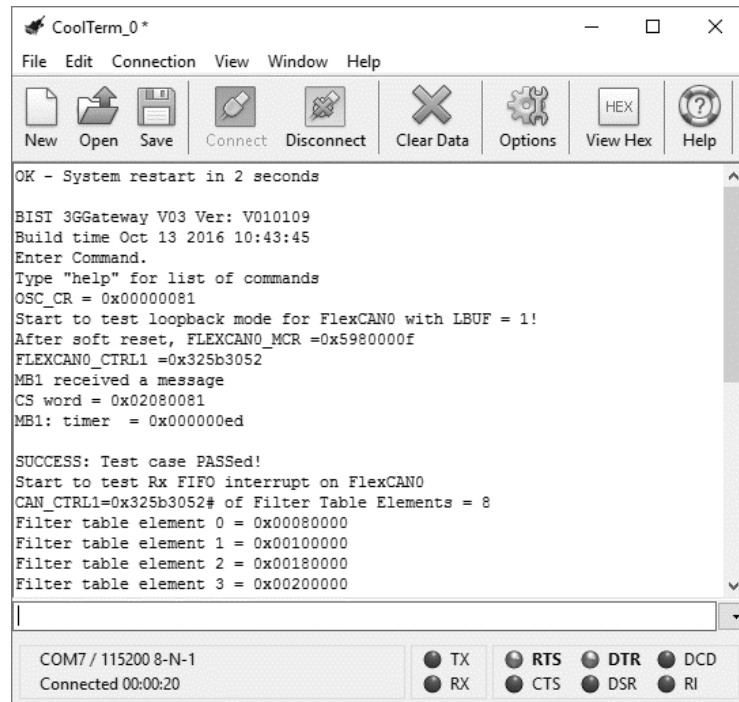 CoolTerm_0 *
File Edit Connection View Window Help
HEX
New Open Save Connect Disconnect Clear Data Options View Hex Help
OK - System restart in 2 seconds
BIST 3GGateway V03 Ver: V010109
Build time Oct 13 2016 10:43:45
Enter Command.
Type "help" for list of commands
OSC_CR = 0x00000081
Start to test loopback mode for FlexCAN0 with LBUF = 1!
After soft reset, FLEXCAN0_MCR =0x5980000f
FLEXCAN0_CTRL1 =0x325b3052
MB1 received a message
CS word = 0x02080081
MB1: timer  = 0x000000ed
SUCCESS: Test case PASSed!
Start to test Rx FIFO interrupt on FlexCAN0
CAN_CTRL1=0x325b3052# of Filter Table Elements = 8
Filter table element 0 = 0x00080000
Filter table element 1 = 0x00100000
Filter table element 2 = 0x00180000
Filter table element 3 = 0x00200000
COM7 / 115200 8-N-1 TX RTS DTR DCD
Connected 00:00:20 RX CTS DSR RI